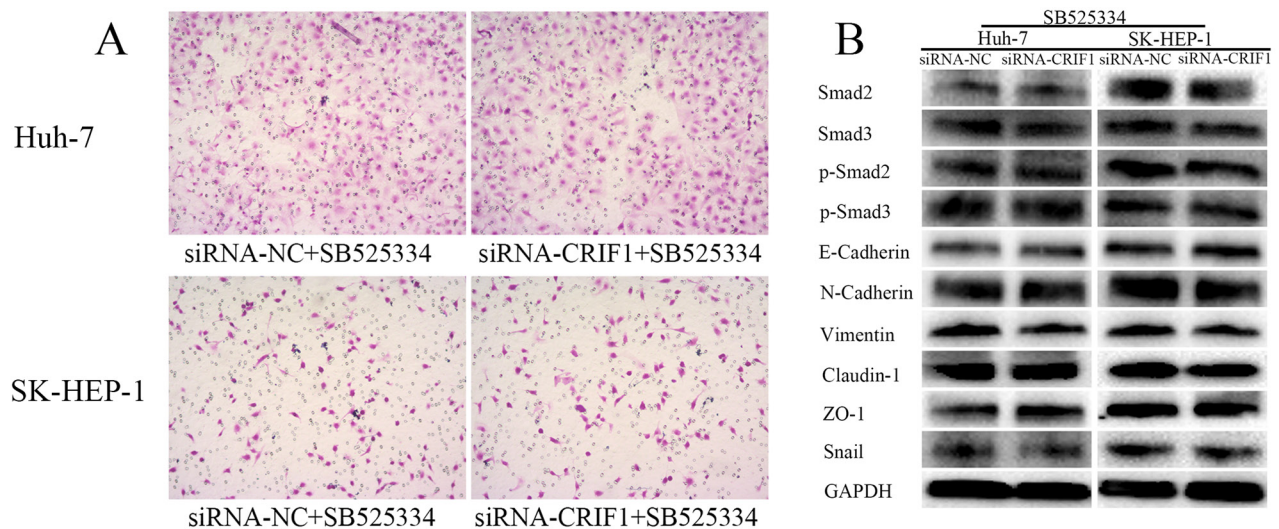 A
Huh-7
siRNA-NC+SB525334 siRNA-CRIF1+SB525334
SK-HEP-1
siRNA-NC+SB525334 siRNA-CRIF1+SB525334
B
SB525334
Huh-7 SK-HEP-1
siRNA-NC siRNA-CRIF1 siRNA-NC siRNA-CRIF1
Smad2
Smad3
p-Smad2
p-Smad3
E-Cadherin
N-Cadherin
Vimentin
Claudin-1
ZO-1
Snail
GAPDH